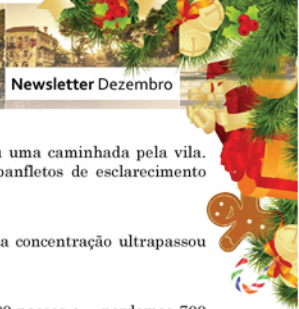 Newsletter Dezembro
uma caminhada pela vila.
panfletos de esclarecimento
a concentração ultrapassou